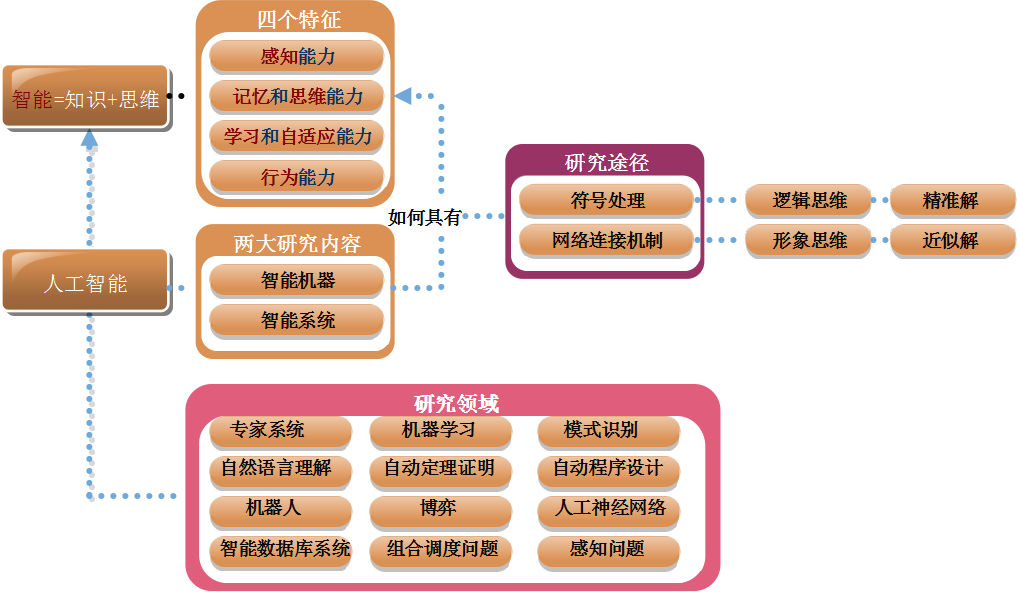 四个特征
感知能力
智能=知识+思维
记忆和思维能力
学习和自适应能力
行为能力
研究途径
符号处理
逻辑思维
精准解
如何具有
网络连接机制
形象思维
近似解
两大研究内容
人工智能
智能机器
智能系统
研究领域
专家系统
机器学习
模式识别
自然语言理解
自动定理证明
自动程序设计
机器人
博弈
人工神经网络
智能数据库系统
组合调度问题
感知问题